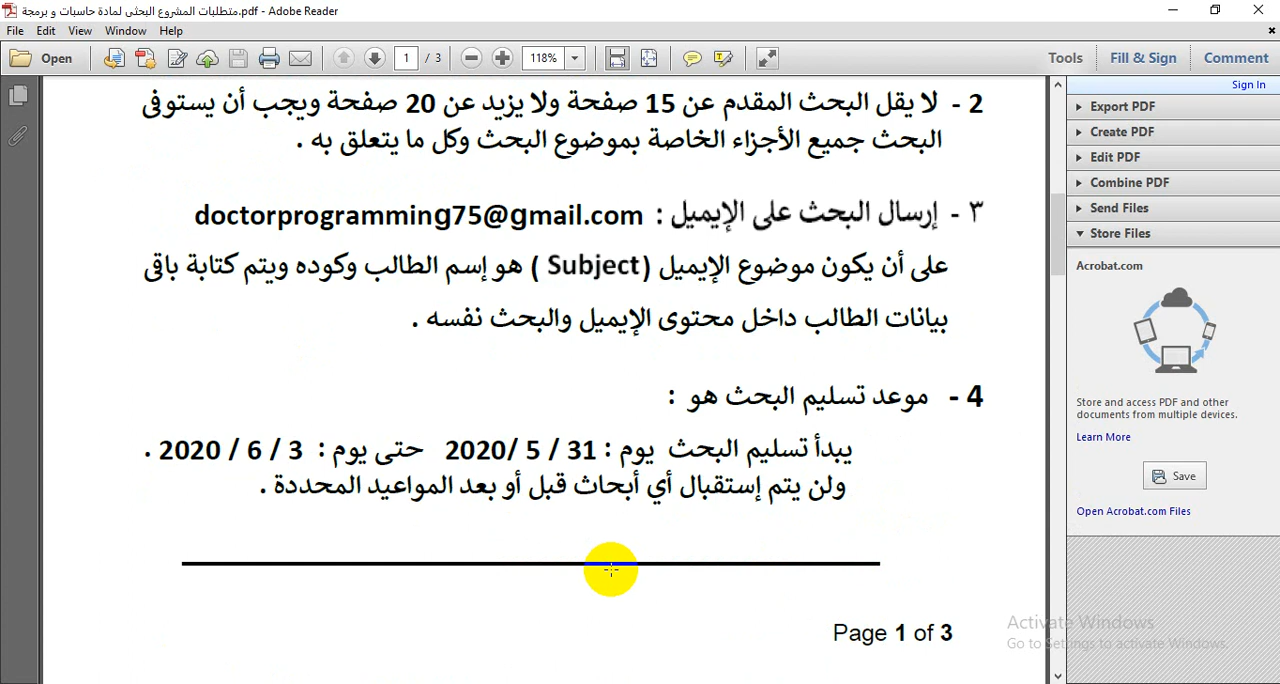 متطلبات المشروع البحثى لمادة حاسبات و برمجة.pdf - Adobe Reader
File Edit View Window Help
Open 1 / 3 118% Tools Fill & Sign Comment
Sign In
Export PDF
Create PDF
Edit PDF
Combine PDF
Send Files
Store Files
Acrobat.com
Store and access PDF and other
documents from multiple devices.
Learn More
Save
Open Acrobat.com Files
2 - لا يقل البحث المقدم عن 15 صفحة ولا يزيد عن 20 صفحة ويجب أن يستوفى
البحث جميع الأجزاء الخاصة بموضوع البحث وكل ما يتعلق به .
٣ - إرسال البحث على الإيميل : doctorprogramming75@gmail.com
على أن يكون موضوع الإيميل (Subject ) هو إسم الطالب وكوده ويتم كتابة باقى
بيانات الطالب داخل محتوى الإيميل والبحث نفسه .
4 - موعد تسليم البحث هو :
يبدأ تسليم البحث يوم : 31 / 5 /2020 حتى يوم : 3 / 6 / 2020 .
ولن يتم إستقبال أي أبحاث قبل أو بعد المواعيد المحددة .
Page 1 of 3
Activate Windows
Go to Settings to activate Windows.